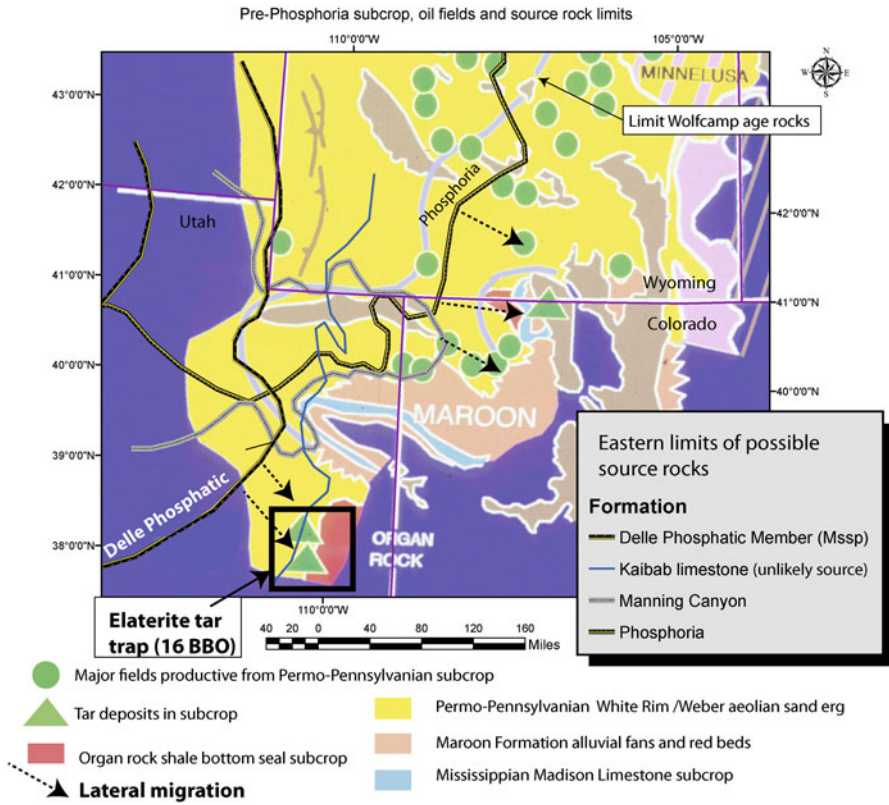 Pre-Phosphoria subcrop, oil fields and source rock limits
110°0'0"W
105°0'0"W
N
W
E
S
MINNELUSA
43°0'0"N
Limit Wolfcamp age rocks
42°0'0"N
Phosphoria
42°0'0"N
Utah
41°0'0"N
Wyoming
41°0'0"N
Colorado
40°0'0"N
40°0'0"N
MAROON
39°0'0"N
Delle Phosphatic
38°0'0"N
ORGAN
ROCK
110°0'0"W
Elaterite tar
trap (16 BBO)
40 20 0 40 80 120 160
Miles
Eastern limits of possible
source rocks
Formation
Delle Phosphatic Member (Mssp)
Kaibab limestone (unlikely source)
Manning Canyon
Phosphoria
Major fields productive from Permo-Pennsylvanian subcrop
Tar deposits in subcrop
Organ rock shale bottom seal subcrop
Lateral migration
Permo-Pennsylvanian White Rim /Weber aeolian sand erg
Maroon Formation alluvial fans and red beds
Mississippian Madison Limestone subcrop